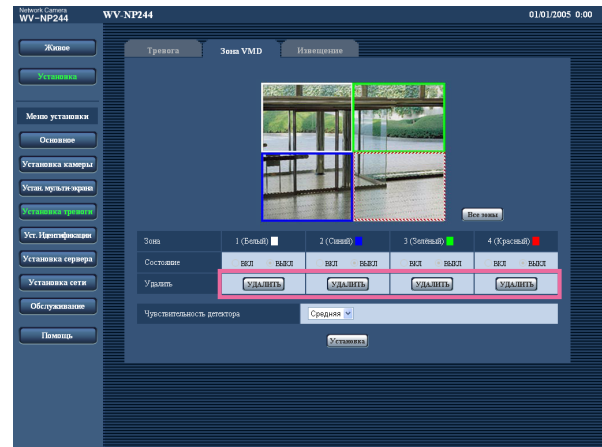 Network Camera
WV-NP244
WV-NP244
01/01/2005 0:00
Живое
Установка
Меню установки
Основное
Установка камеры
Устан. мульти-экрана
Установка тревоги
Уст. Идентификации
Установка сервера
Установка сети
Обслуживание
Помощь
Тревога
Зона VMD
Извещение
Все зоны
Зона
1 (Белый)
2 (Синий)
3 (Зелёный)
4 (Красный)
Состояние
ВКЛ ВЫКЛ
ВКЛ ВЫКЛ
ВКЛ ВЫКЛ
ВКЛ ВЫКЛ
Удалить
УДАЛИТЬ
УДАЛИТЬ
УДАЛИТЬ
УДАЛИТЬ
Чувствительность детектора
Средняя
Установка